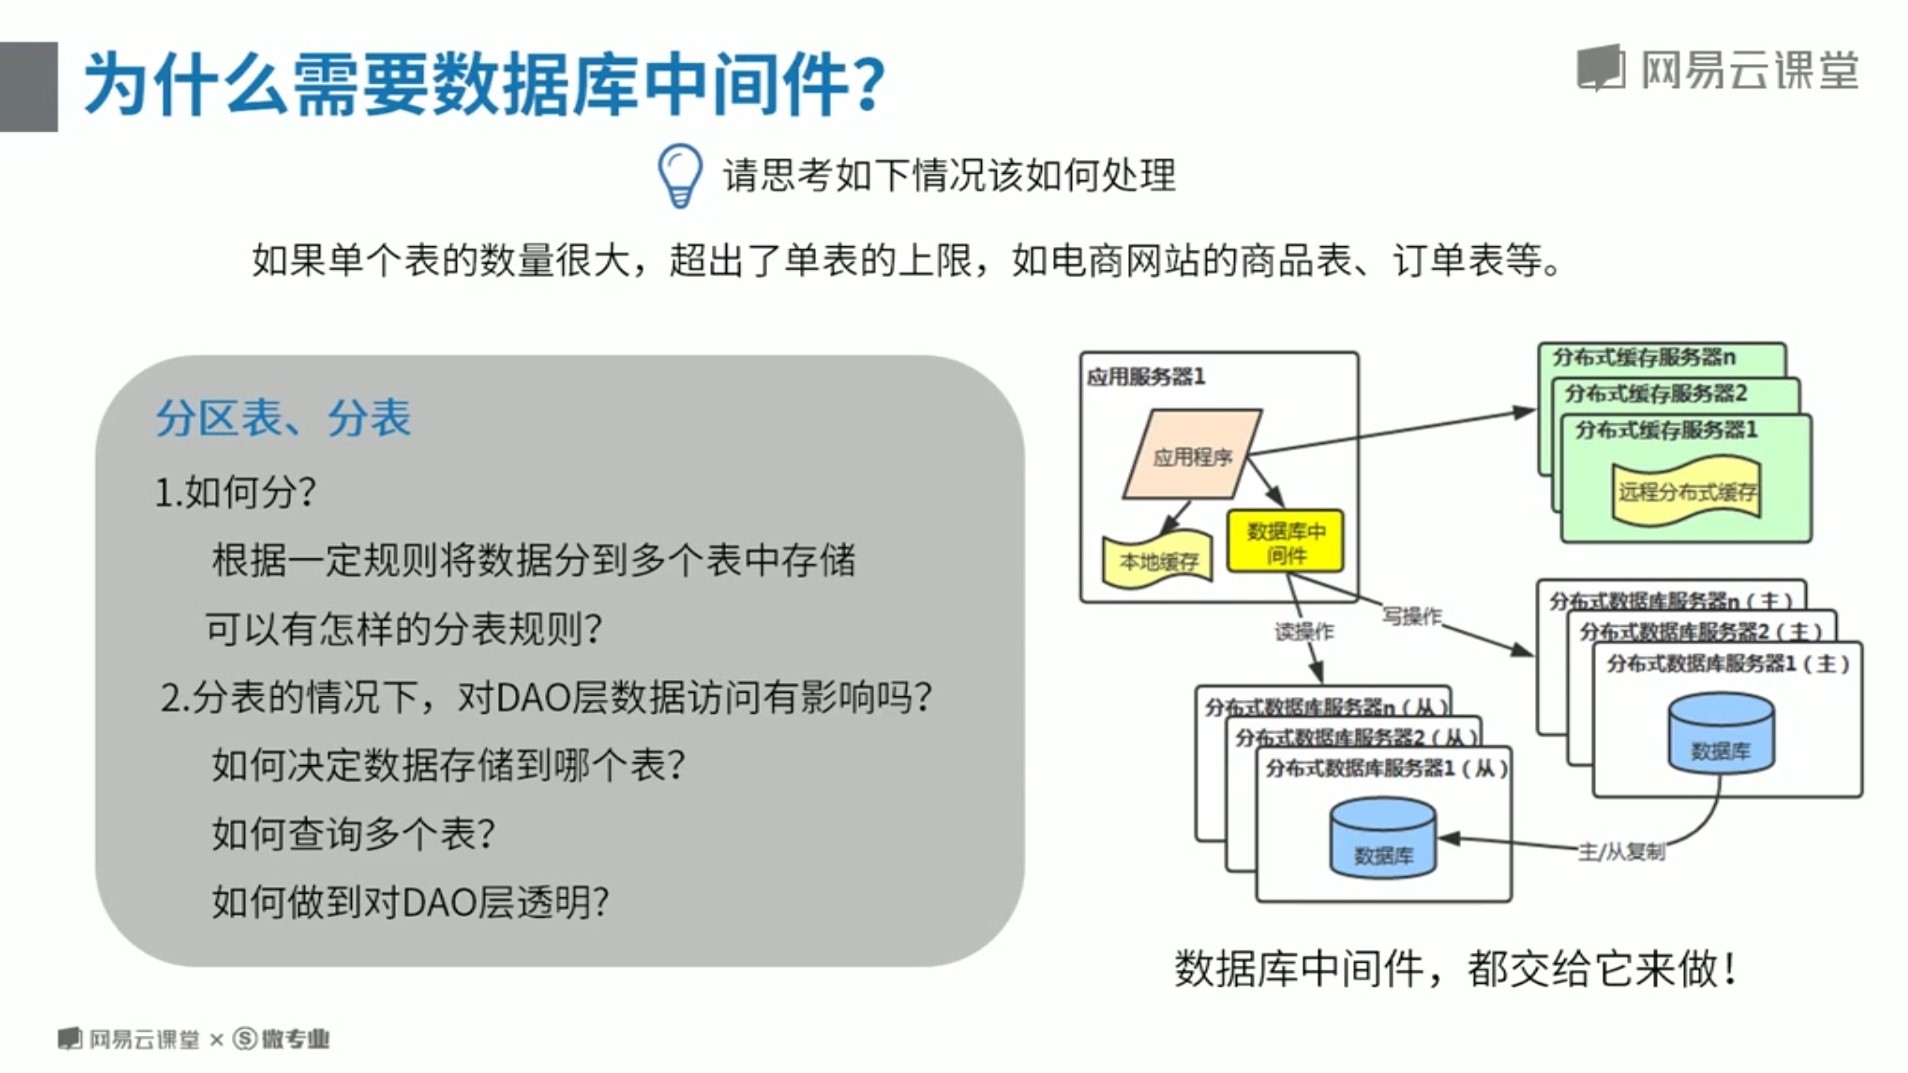 为什么需要数据库中间件？
网易云课堂
请思考如下情况该如何处理
如果单个表的数量很大，超出了单表的上限，如电商网站的商品表、订单表等。
分区表、分表
1.如何分？
根据一定规则将数据分到多个表中存储
可以有怎样的分表规则？
2.分表的情况下，对DAO层数据访问有影响吗？
如何决定数据存储到哪个表？
如何查询多个表？
如何做到对DAO层透明？
应用服务器1
应用程序
本地缓存
数据库中
间件
分布式缓存服务器n
分布式缓存服务器2
分布式缓存服务器1
远程分布式缓存
读操作
写操作
分布式数据库服务器n（主）
分布式数据库服务器2（主）
分布式数据库服务器1（主）
数据库
分布式数据库服务器n（从）
分布式数据库服务器2（从）
分布式数据库服务器1（从）
数据库
主/从复制
数据库中间件，都交给它来做！
网易云课堂 × Ⓢ微专业